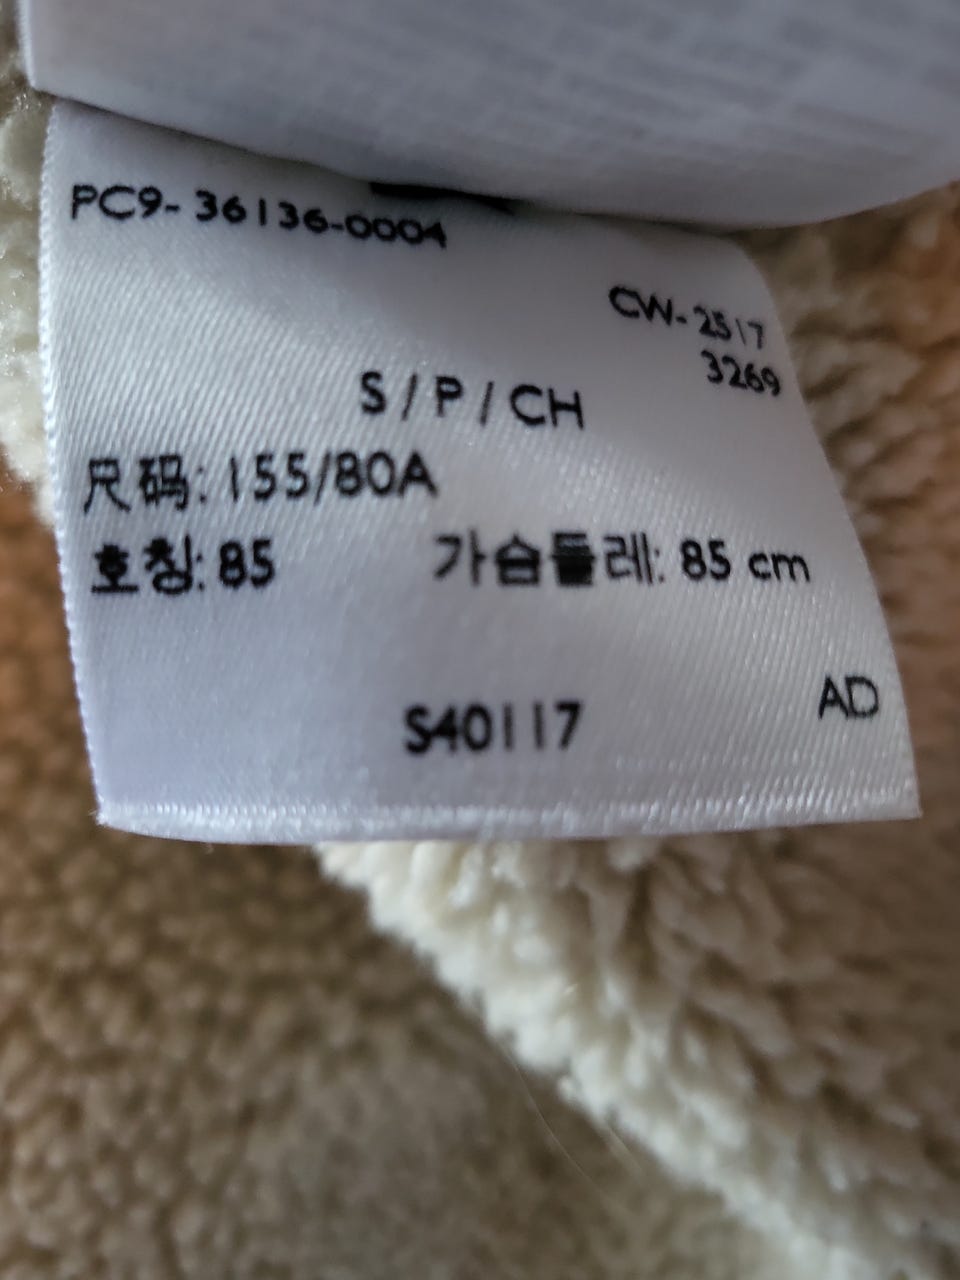 PC9-36136-0004
CW-2517
3269
S / P / CH
尺码: 155/80A
호칭: 85 가슴둘레: 85 cm
S40117
AD